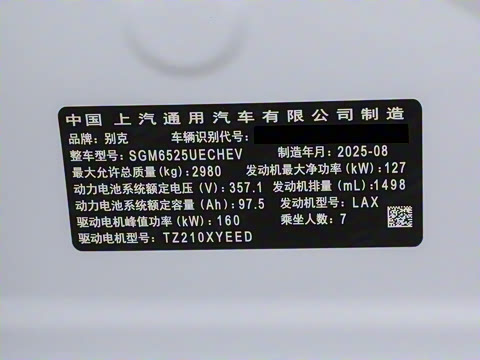 中国 上汽通用汽车有限公司制造
品牌：别克 车辆识别代号：
整车型号：SGM6525UECHEV 制造年月：2025-08
最大允许总质量（kg）：2980 发动机最大净功率（kW）：127
动力电池系统额定电压（V）：357.1 发动机排量（mL）：1498
动力电池系统额定容量（Ah）：97.5 发动机型号：LAX
驱动电机峰值功率（kW）：160 乘坐人数：7
驱动电机型号：TZ210XYEED